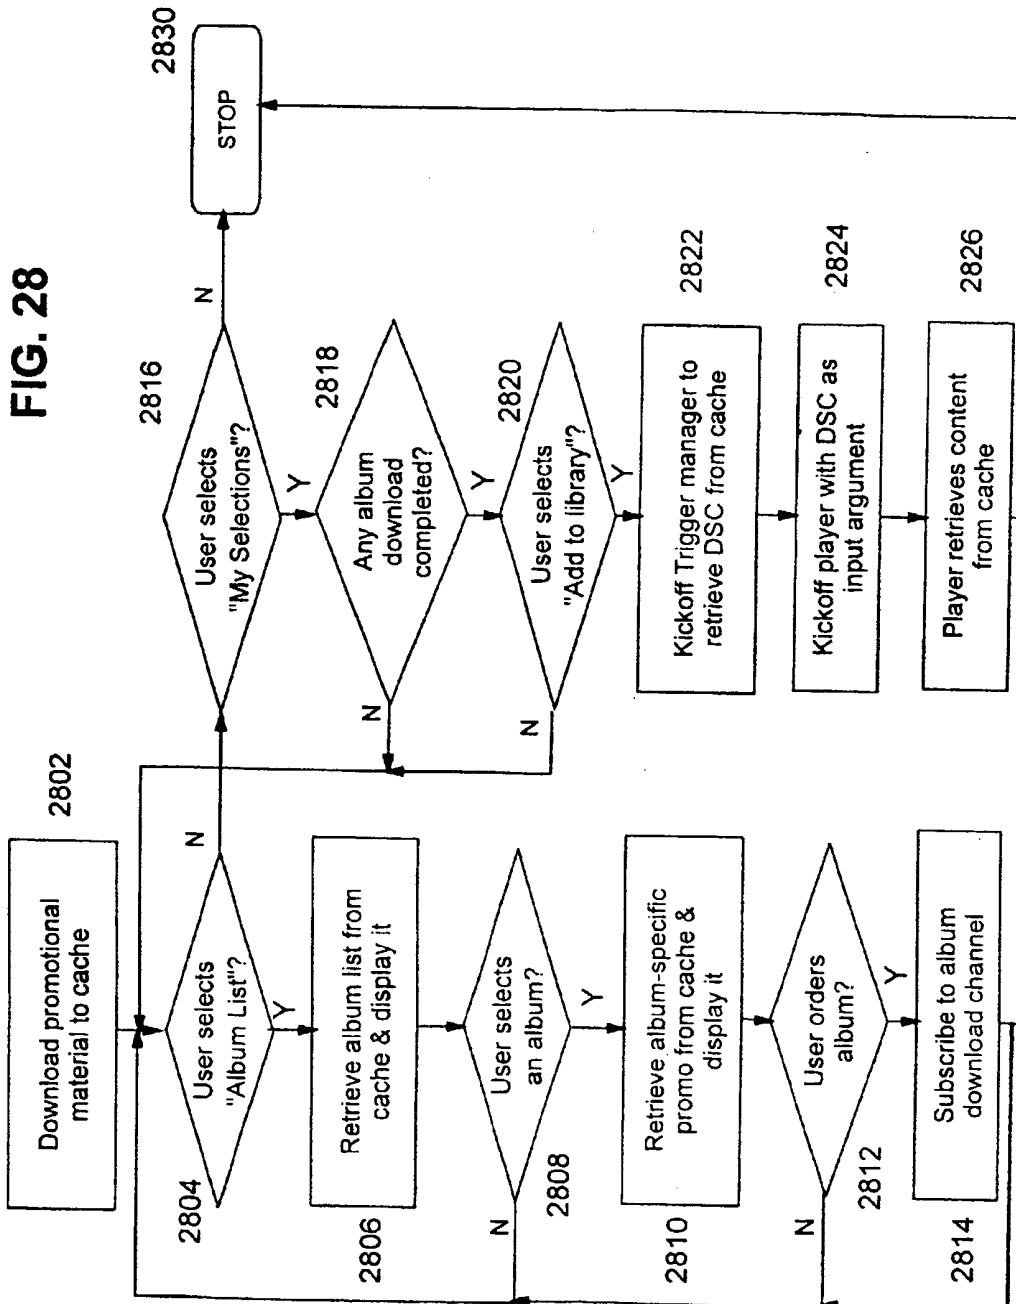 FIG. 28
Download promotional
material to cache
2802
User selects
"Album List"?
2804
N
Y
Retrieve album list from
cache & display it
2806
User selects
an album?
2808
N
Y
Retrieve album-specific
promo from cache &
display it
2810
User orders
album?
2812
N
Y
Subscribe to album
download channel
2814
User selects
"My Selections"?
2816
N
Y
STOP
2830
Any album
download
completed?
2818
N
Y
User selects
"Add to library"?
2820
N
Y
Kickoff Trigger manager to
retrieve DSC from cache
2822
Kickoff player with DSC as
input argument
2824
Player retrieves content
from cache
2826